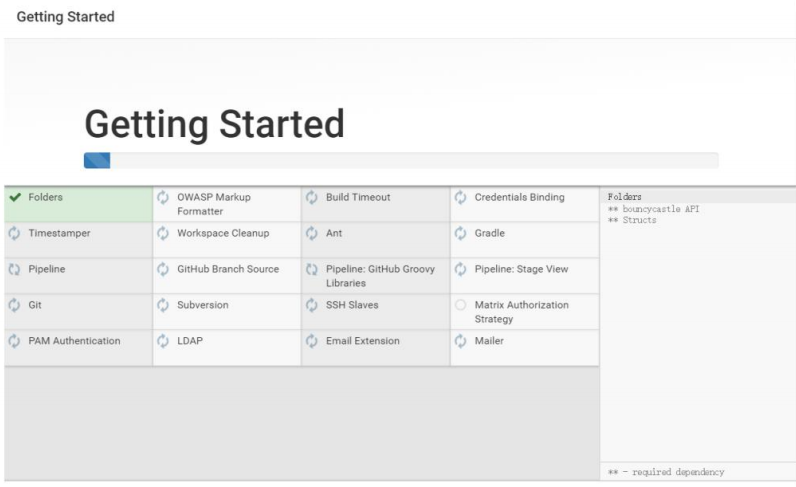 Getting Started
Getting Started
Folders
OWASP Markup
Formatter
Build Timeout
Credentials Binding
Timestamper
Workspace Cleanup
Ant
Gradle
Pipeline
GitHub Branch Source
Pipeline: GitHub Groovy
Libraries
Pipeline: Stage View
Git
Subversion
SSH Slaves
Matrix Authorization
Strategy
PAM Authentication
LDAP
Email Extension
Mailer
Folders
** bouncycastle API
** Structs
** - required dependency